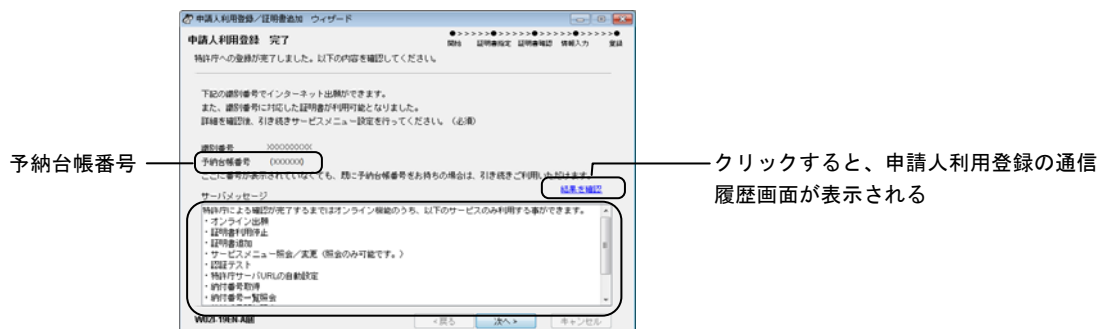 申請人利用登録／証明書追加 ウィザード
申請人利用登録 完了
開始 証明書指定 証明書確認 情報入力 登録
特許庁への登録が完了しました。以下の内容を確認してください。
下記の識別番号でインターネット出願ができます。
また、識別番号に対応した証明書が利用可能となりました。
詳細を確認後、引き続きサービスメニュー設定を行ってください。（必須）
識別番号 XXXXXXXXX
予納台帳番号 (XXXXXX)
ここに番号が表示されていなくても、既に予納台帳番号をお持ちの場合は、引き続きご利用いただけます。
結果を確認
サーバメッセージ
特許庁による確認が完了するまではオンライン機能のうち、以下のサービスのみ利用する事ができます。
・オンライン出願
・証明書利用停止
・証明書追加
・サービスメニュー照会／変更（照会のみ可能です。）
・認証テスト
・特許庁サーバURLの自動設定
・納付番号取得
・納付番号一覧照会
<戻る 次へ> キャンセル
予納台帳番号
クリックすると、申請人利用登録の通信
履歴画面が表示される